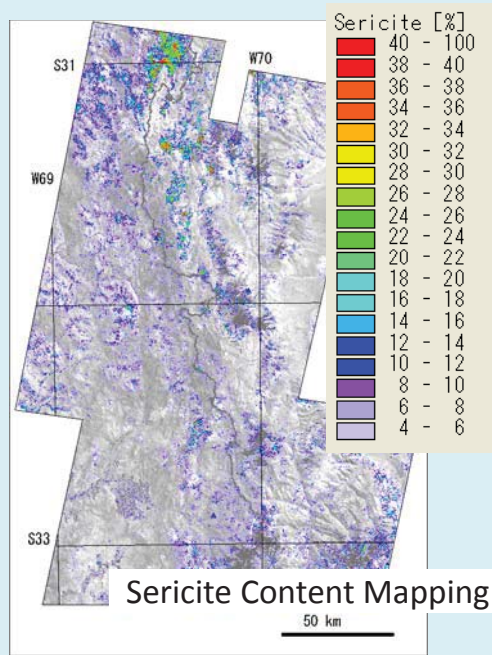 Sericite [%]
40 - 100
38 - 40
36 - 38
34 - 36
32 - 34
30 - 32
28 - 30
26 - 28
24 - 26
22 - 24
20 - 22
18 - 20
16 - 18
14 - 16
12 - 14
10 - 12
8 - 10
6 - 8
4 - 6
S31
W70
W69
S33
Sericite Content Mapping
50 km